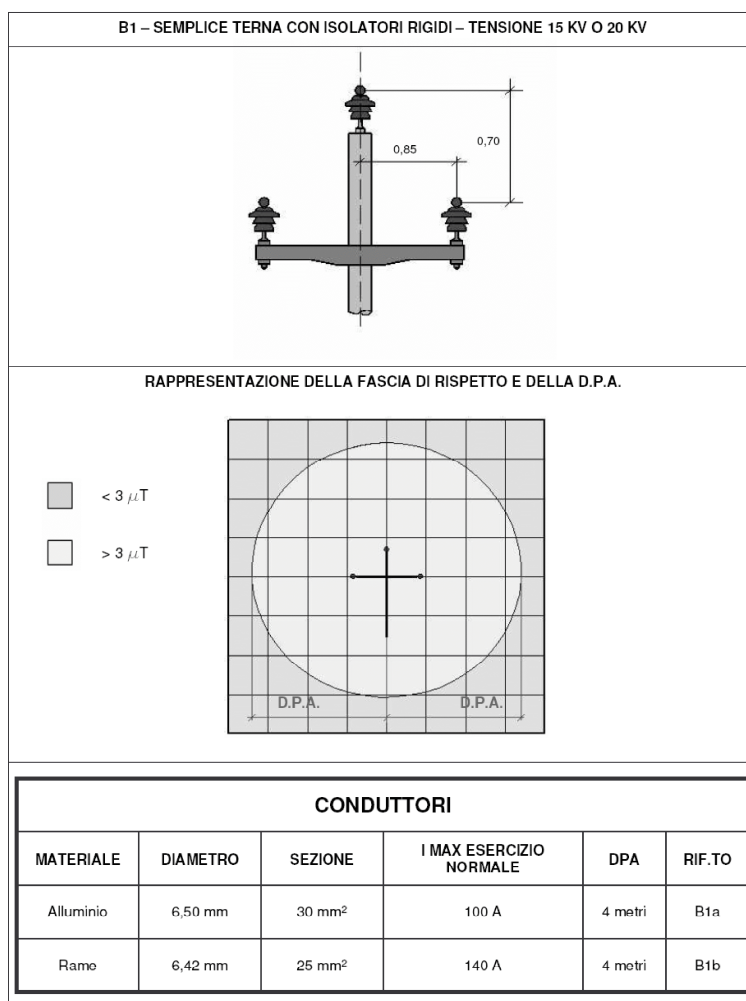 B1 – SEMPLICE TERNA CON ISOLATORI RIGIDI – TENSIONE 15 KV O 20 KV
0,85
0,70
RAPPRESENTAZIONE DELLA FASCIA DI RISPETTO E DELLA D.P.A.
< 3 µT
> 3 µT
D.P.A.
D.P.A.
CONDUTTORI
MATERIALE DIAMETRO SEZIONE I MAX ESERCIZIO NORMALE DPA RIF.TO
Alluminio 6,50 mm 30 mm² 100 A 4 metri B1a
Rame 6,42 mm 25 mm² 140 A 4 metri B1b